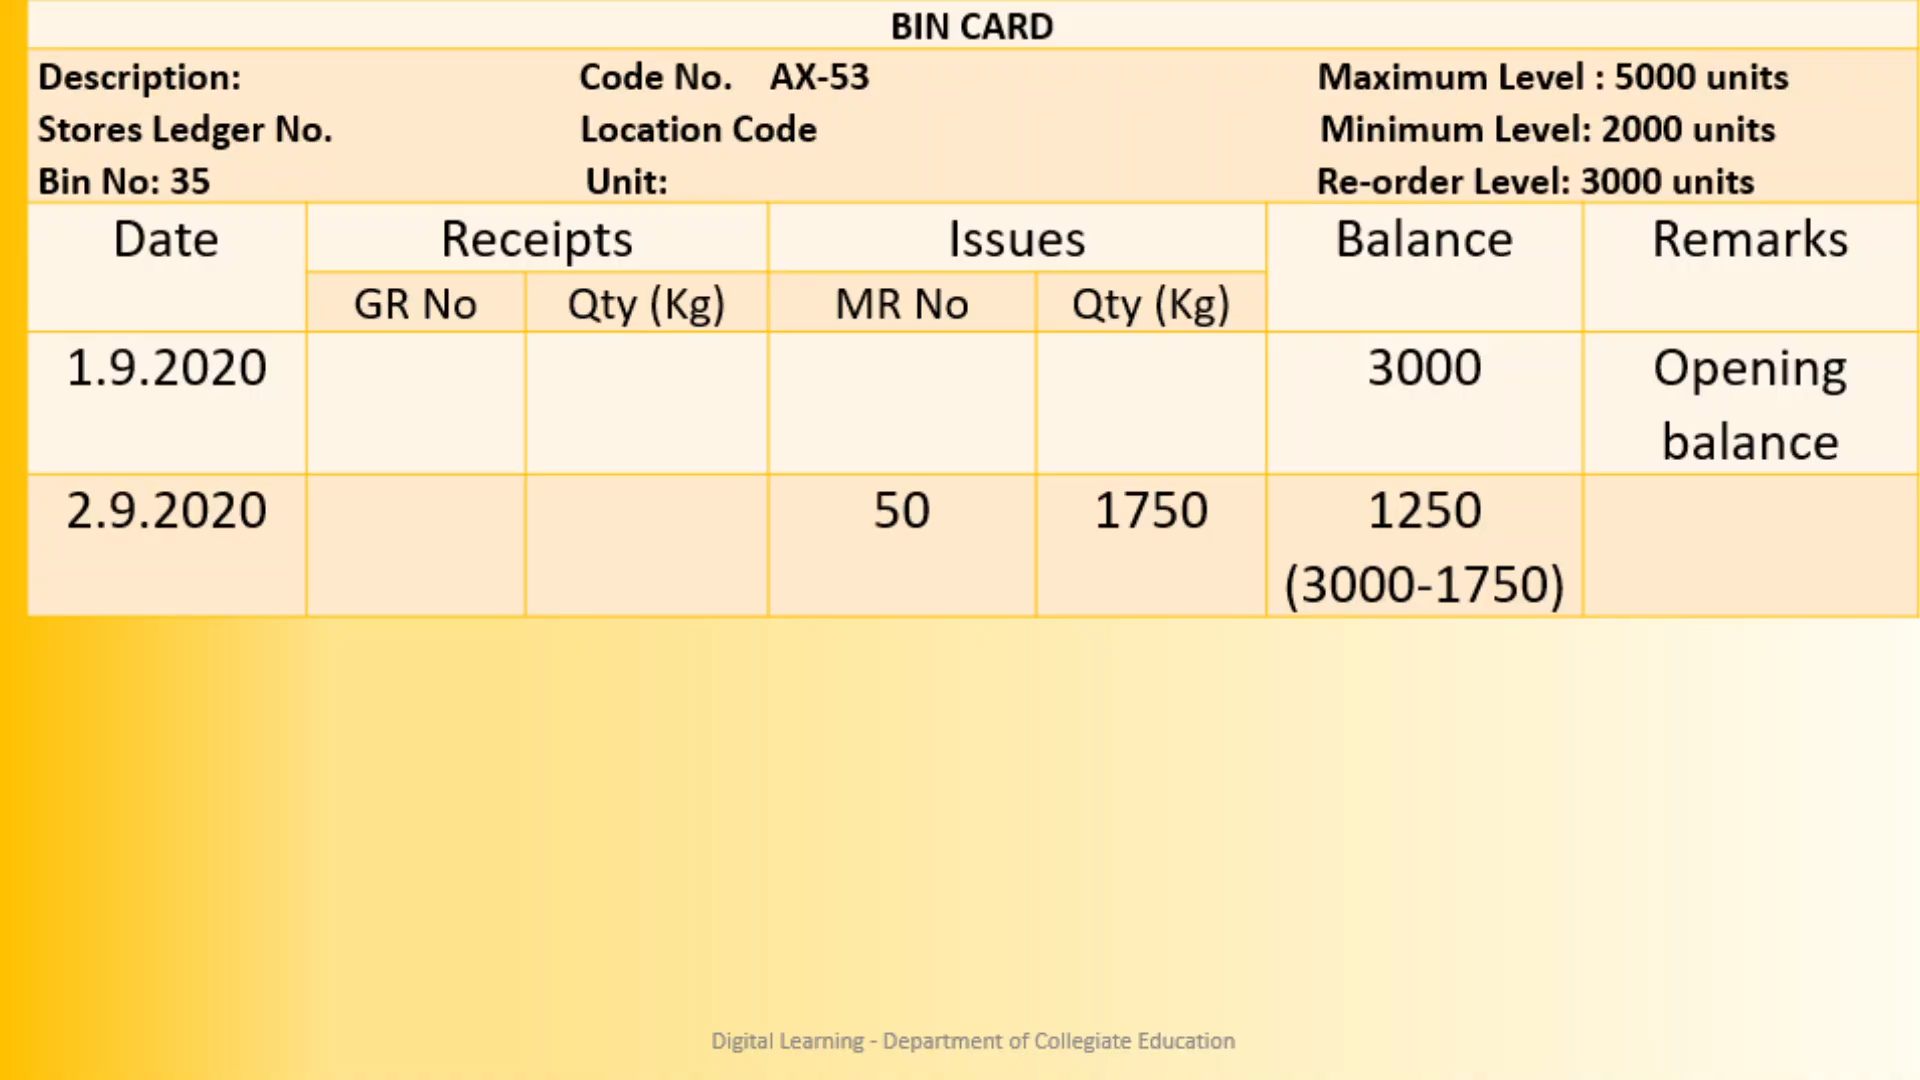 BIN CARD
Description: Code No. AX-53 Maximum Level : 5000 units
Stores Ledger No. Location Code Minimum Level: 2000 units
Bin No: 35 Unit: Re-order Level: 3000 units
Date Receipts Issues Balance Remarks
GR No Qty (Kg) MR No Qty (Kg)
1.9.2020 3000 Opening
balance
2.9.2020 50 1750 1250
(3000-1750)
Digital Learning - Department of Collegiate Education